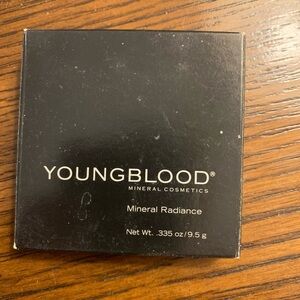 YOUNGBLOOD®
MINERAL COSMETICS
Mineral Radiance
Net Wt. .335 oz/9.5 g